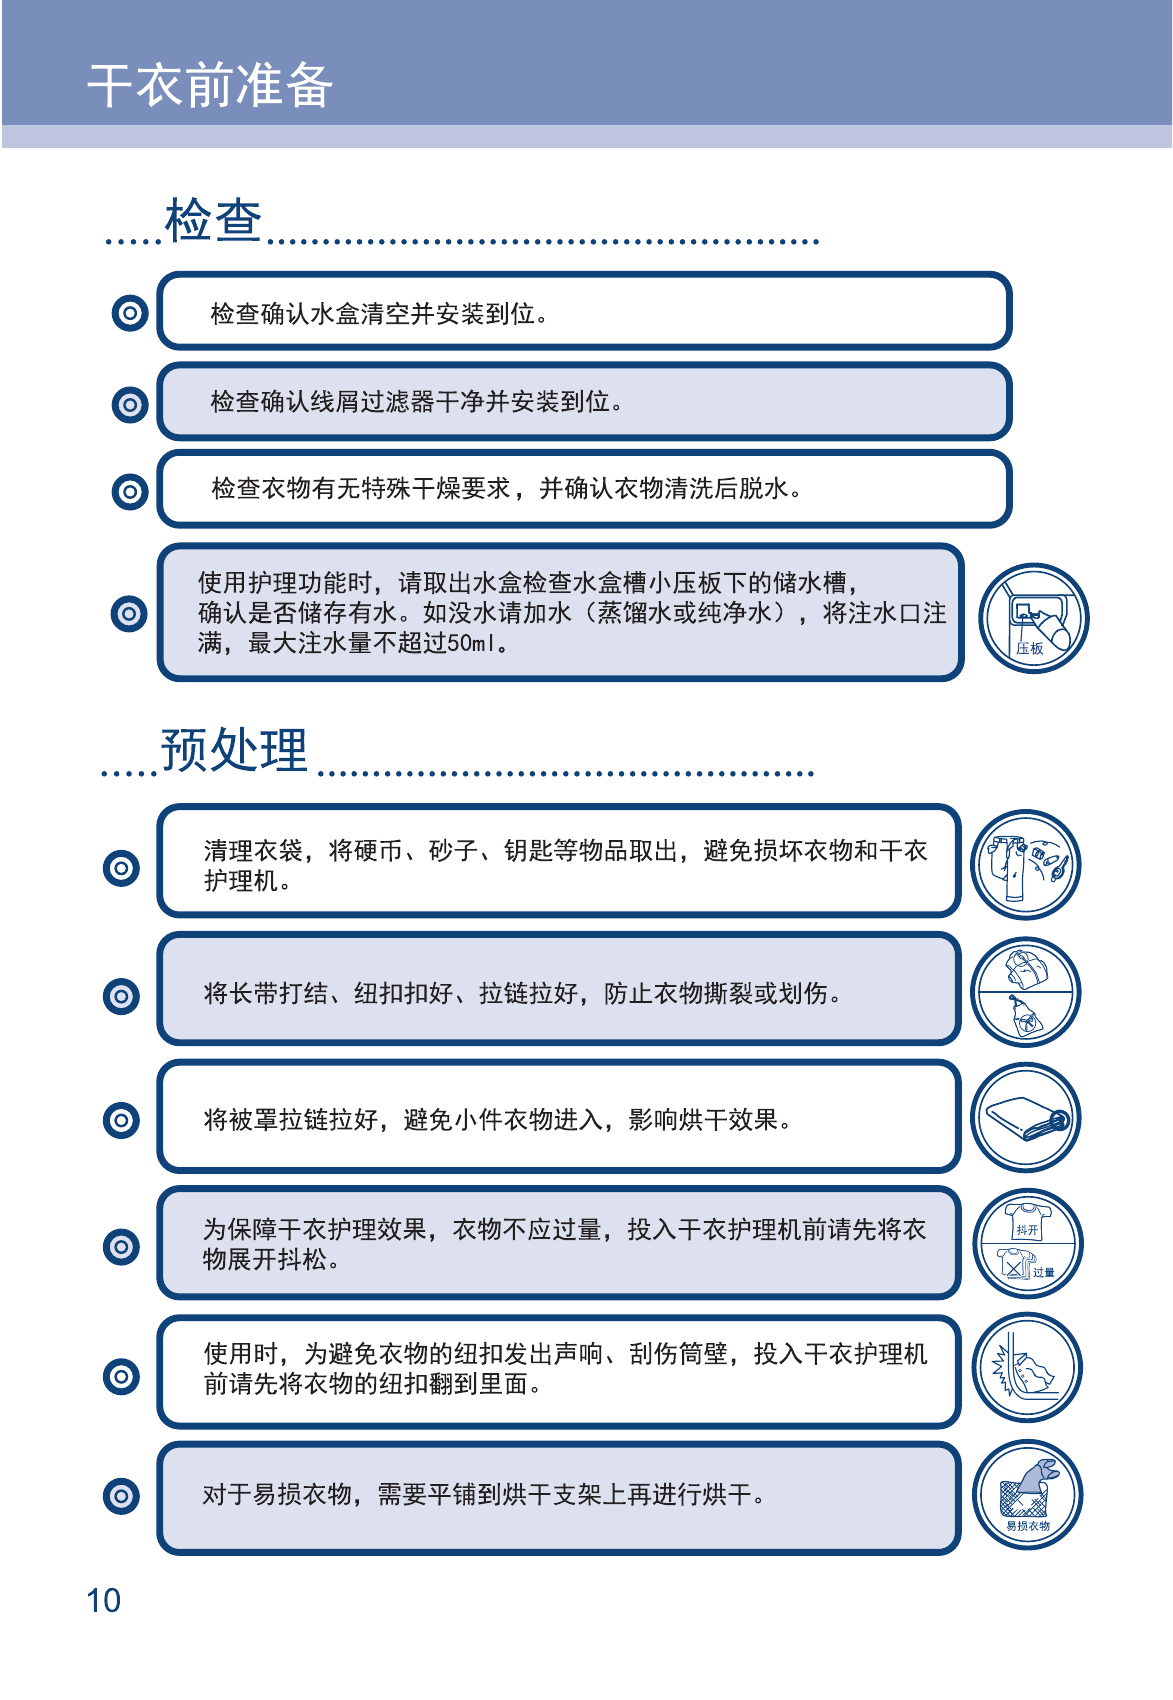 干衣前准备
检查
检查确认水盒清空并安装到位。
检查确认线屑过滤器干净并安装到位。
检查衣物有无特殊干燥要求，并确认衣物清洗后脱水。
使用护理功能时，请取出水盒检查水盒槽小压板下的储水槽，
确认是否储存有水。如没水请加水（蒸馏水或纯净水），将注水口注
满，最大注水量不超过50ml。
压板
预处理
清理衣袋，将硬币、砂子、钥匙等物品取出，避免损坏衣物和干衣
护理机。
将长带打结、纽扣扣好、拉链拉好，防止衣物撕裂或划伤。
将被罩拉链拉好，避免小件衣物进入，影响烘干效果。
为保障干衣护理效果，衣物不应过量，投入干衣护理机前请先将衣
物展开抖松。
抖开
过量
使用时，为避免衣物的纽扣发出声响、刮伤筒壁，投入干衣护理机
前请先将衣物的纽扣翻到里面。
对于易损衣物，需要平铺到烘干支架上再进行烘干。
易损衣物
10